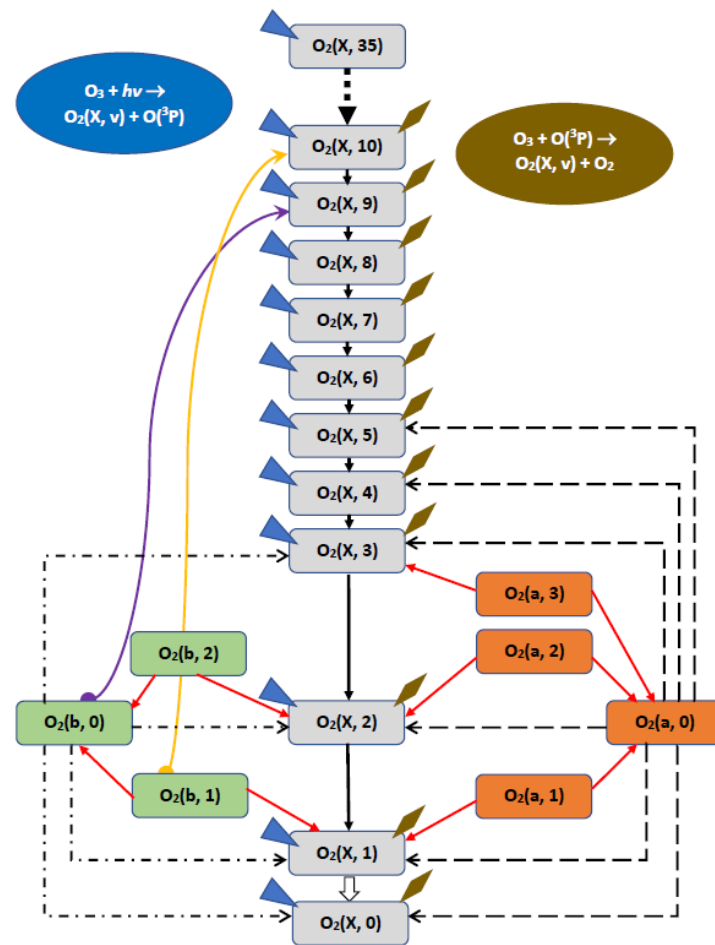 O₂(X, 35)
O₃ + hν →
O₂(X, v) + O(³P)
O₃ + O(³P) →
O₂(X, v) + O₂
O₂(X, 10)
O₂(X, 9)
O₂(X, 8)
O₂(X, 7)
O₂(X, 6)
O₂(X, 5)
O₂(X, 4)
O₂(X, 3)
O₂(a, 3)
O₂(b, 2)
O₂(a, 2)
O₂(b, 0)
O₂(X, 2)
O₂(a, 0)
O₂(b, 1)
O₂(a, 1)
O₂(X, 1)
O₂(X, 0)